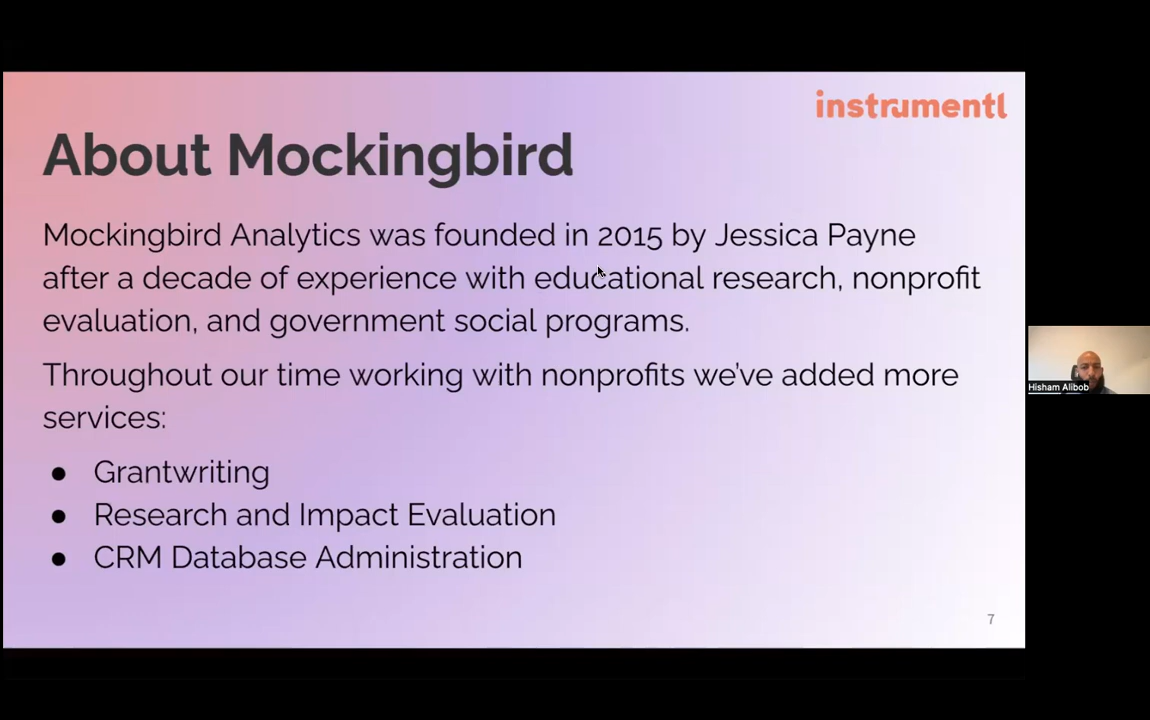 instrumentl
About Mockingbird
Mockingbird Analytics was founded in 2015 by Jessica Payne
after a decade of experience with educational research, nonprofit
evaluation, and government social programs.
Throughout our time working with nonprofits we've added more
services:
● Grantwriting
● Research and Impact Evaluation
● CRM Database Administration
7
Hisham Alibob